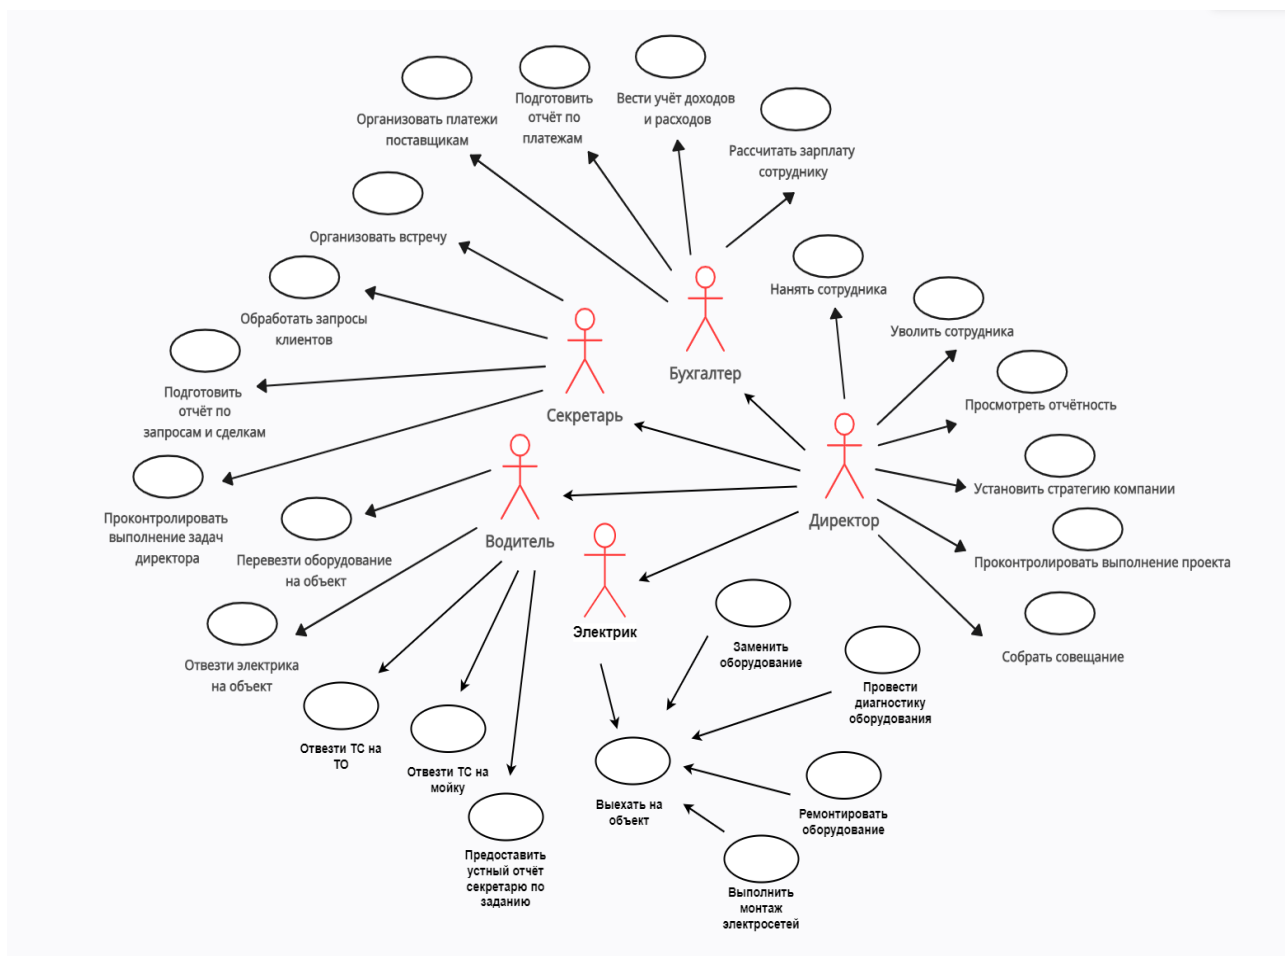 Организовать платежи
поставщикам
Подготовить
отчёт по
платежам
Вести учёт доходов
и расходов
Рассчитать зарплату
сотруднику
Организовать встречу
Обработать запросы
клиентов
Подготовить
отчёт по
запросам и сделкам
Проконтролировать
выполнение задач
директора
Секретарь
Бухгалтер
Нанять сотрудника
Уволить сотрудника
Просмотреть отчётность
Установить стратегию компании
Проконтролировать выполнение проекта
Собрать совещание
Директор
Водитель
Перевезти оборудование
на объект
Отвезти электрика
на объект
Отвезти ТС на
ТО
Отвезти ТС на
мойку
Предоставить
устный отчёт
секретарю по
заданию
Электрик
Выехать на
объект
Заменить
оборудование
Провести
диагностику
оборудования
Ремонтировать
оборудование
Выполнить
монтаж
электросетей